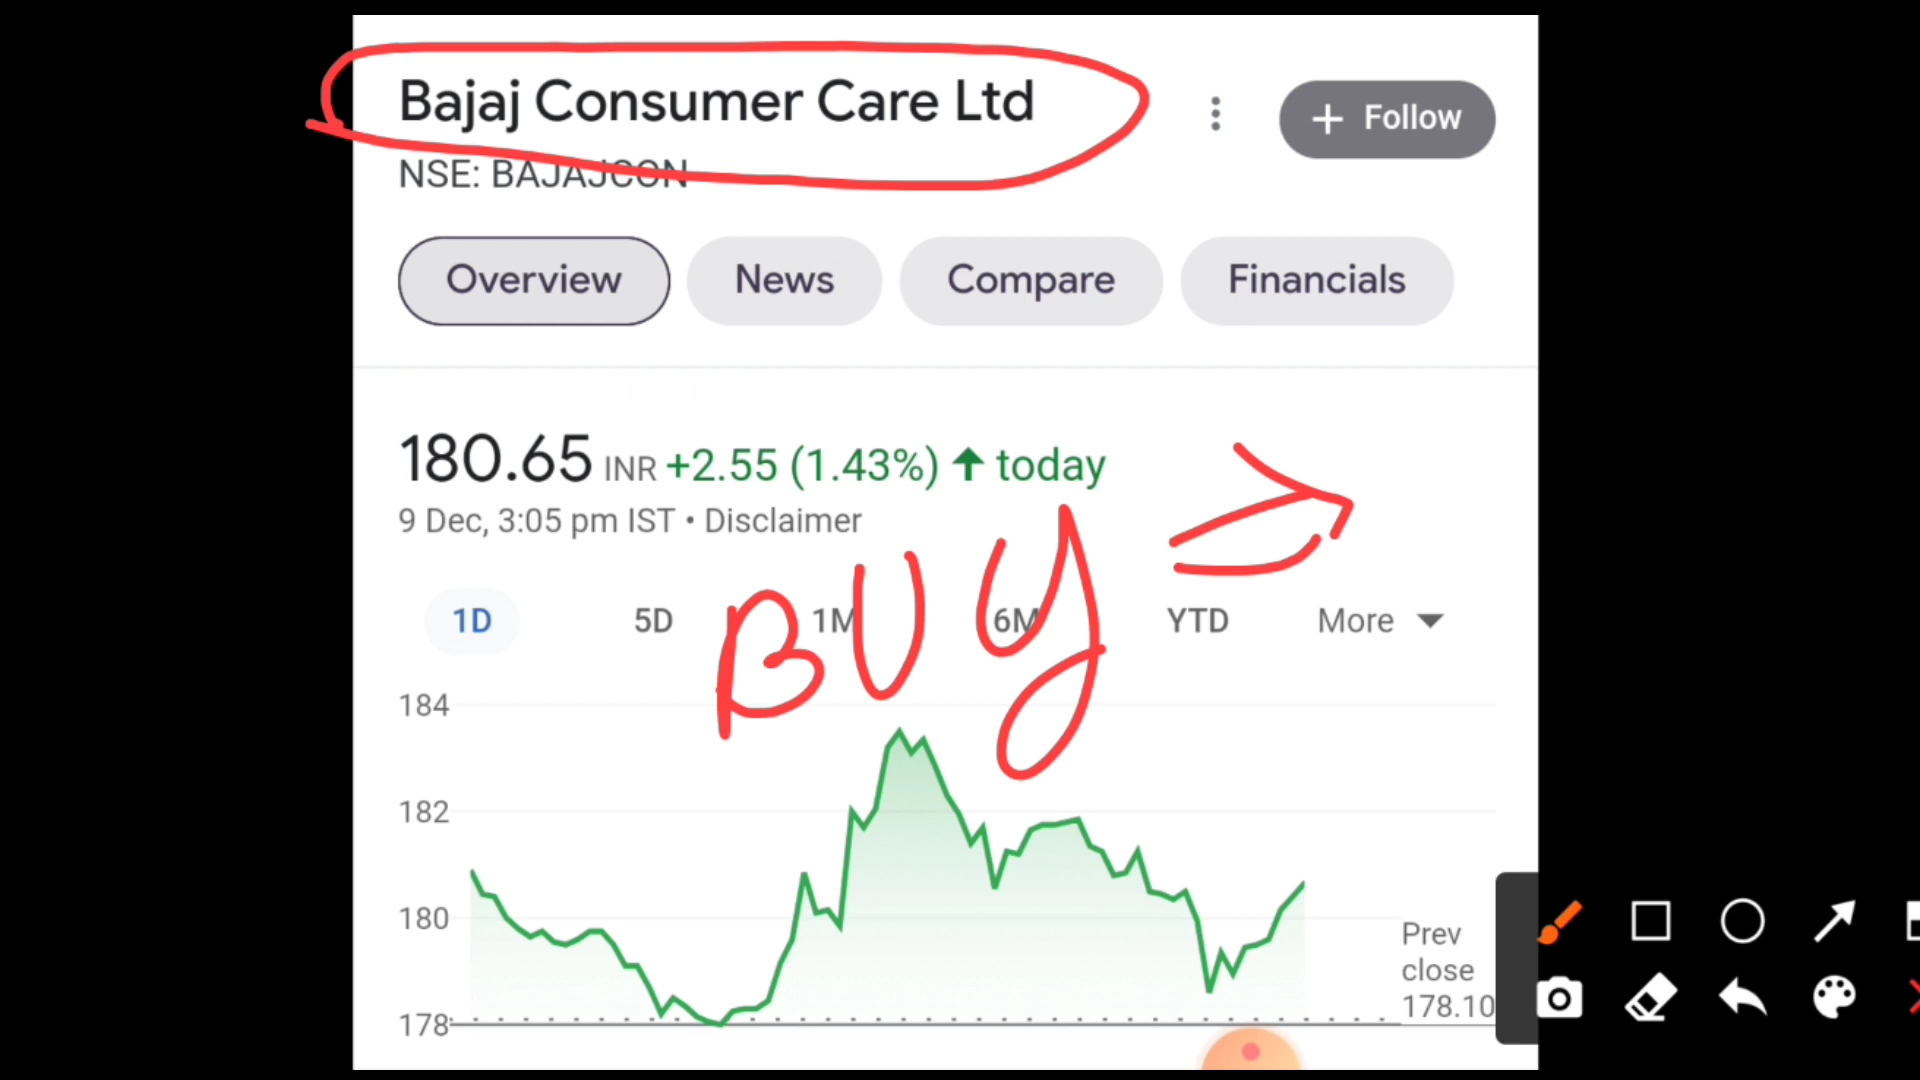 Bajaj Consumer Care Ltd
+ Follow
NSE: BAJAJCON
Overview News Compare Financials
180.65 INR +2.55 (1.43%) ↑ today
9 Dec, 3:05 pm IST • Disclaimer
BUY
1D 5D 1M 6M YTD More
184
182
180
178
Prev
close
178.10